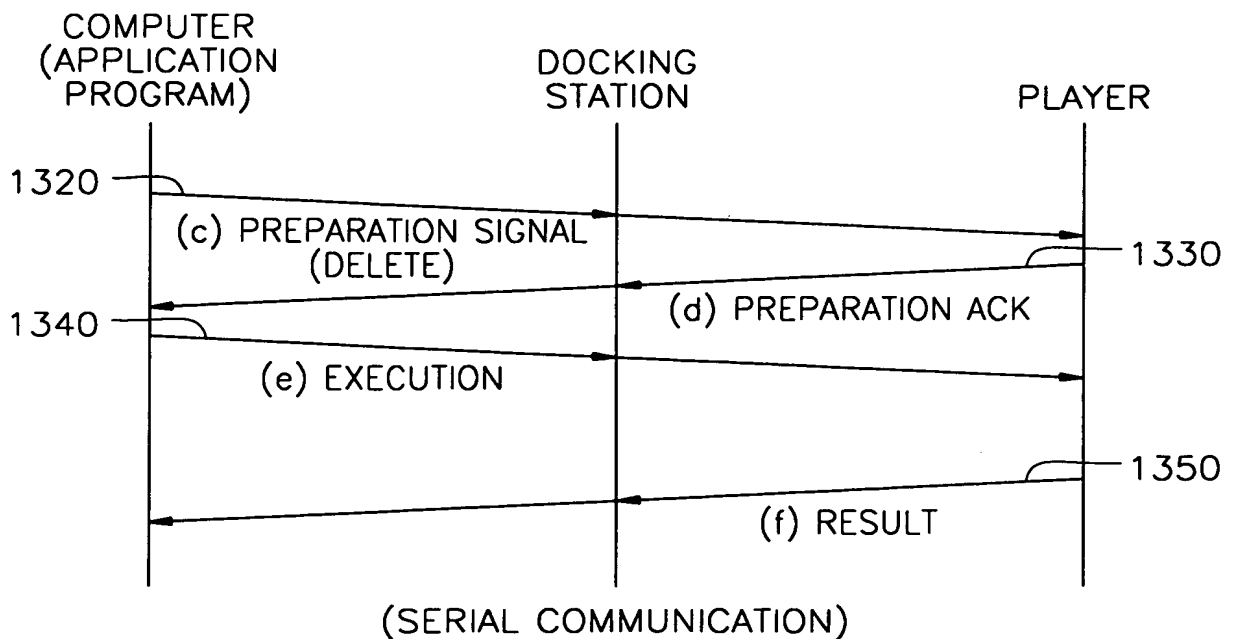 COMPUTER
(APPLICATION
PROGRAM)
DOCKING
STATION
PLAYER
1320
(c) PREPARATION SIGNAL
(DELETE)
1330
(d) PREPARATION ACK
1340
(e) EXECUTION
1350
(f) RESULT
(SERIAL COMMUNICATION)